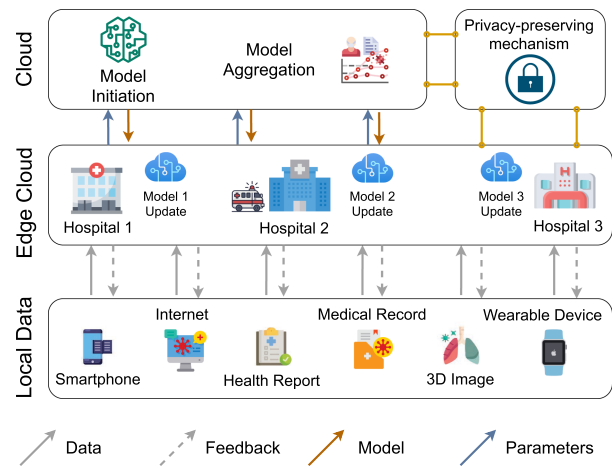 Cloud
Model
Initiation
Model
Aggregation
Privacy-preserving
mechanism
Edge Cloud
Hospital 1
Model 1
Update
Hospital 2
Model 2
Update
Model 3
Update
H
Hospital 3
Local Data
Smartphone
Internet
Health Report
Medical Record
3D Image
Wearable Device
Data
Feedback
Model
Parameters